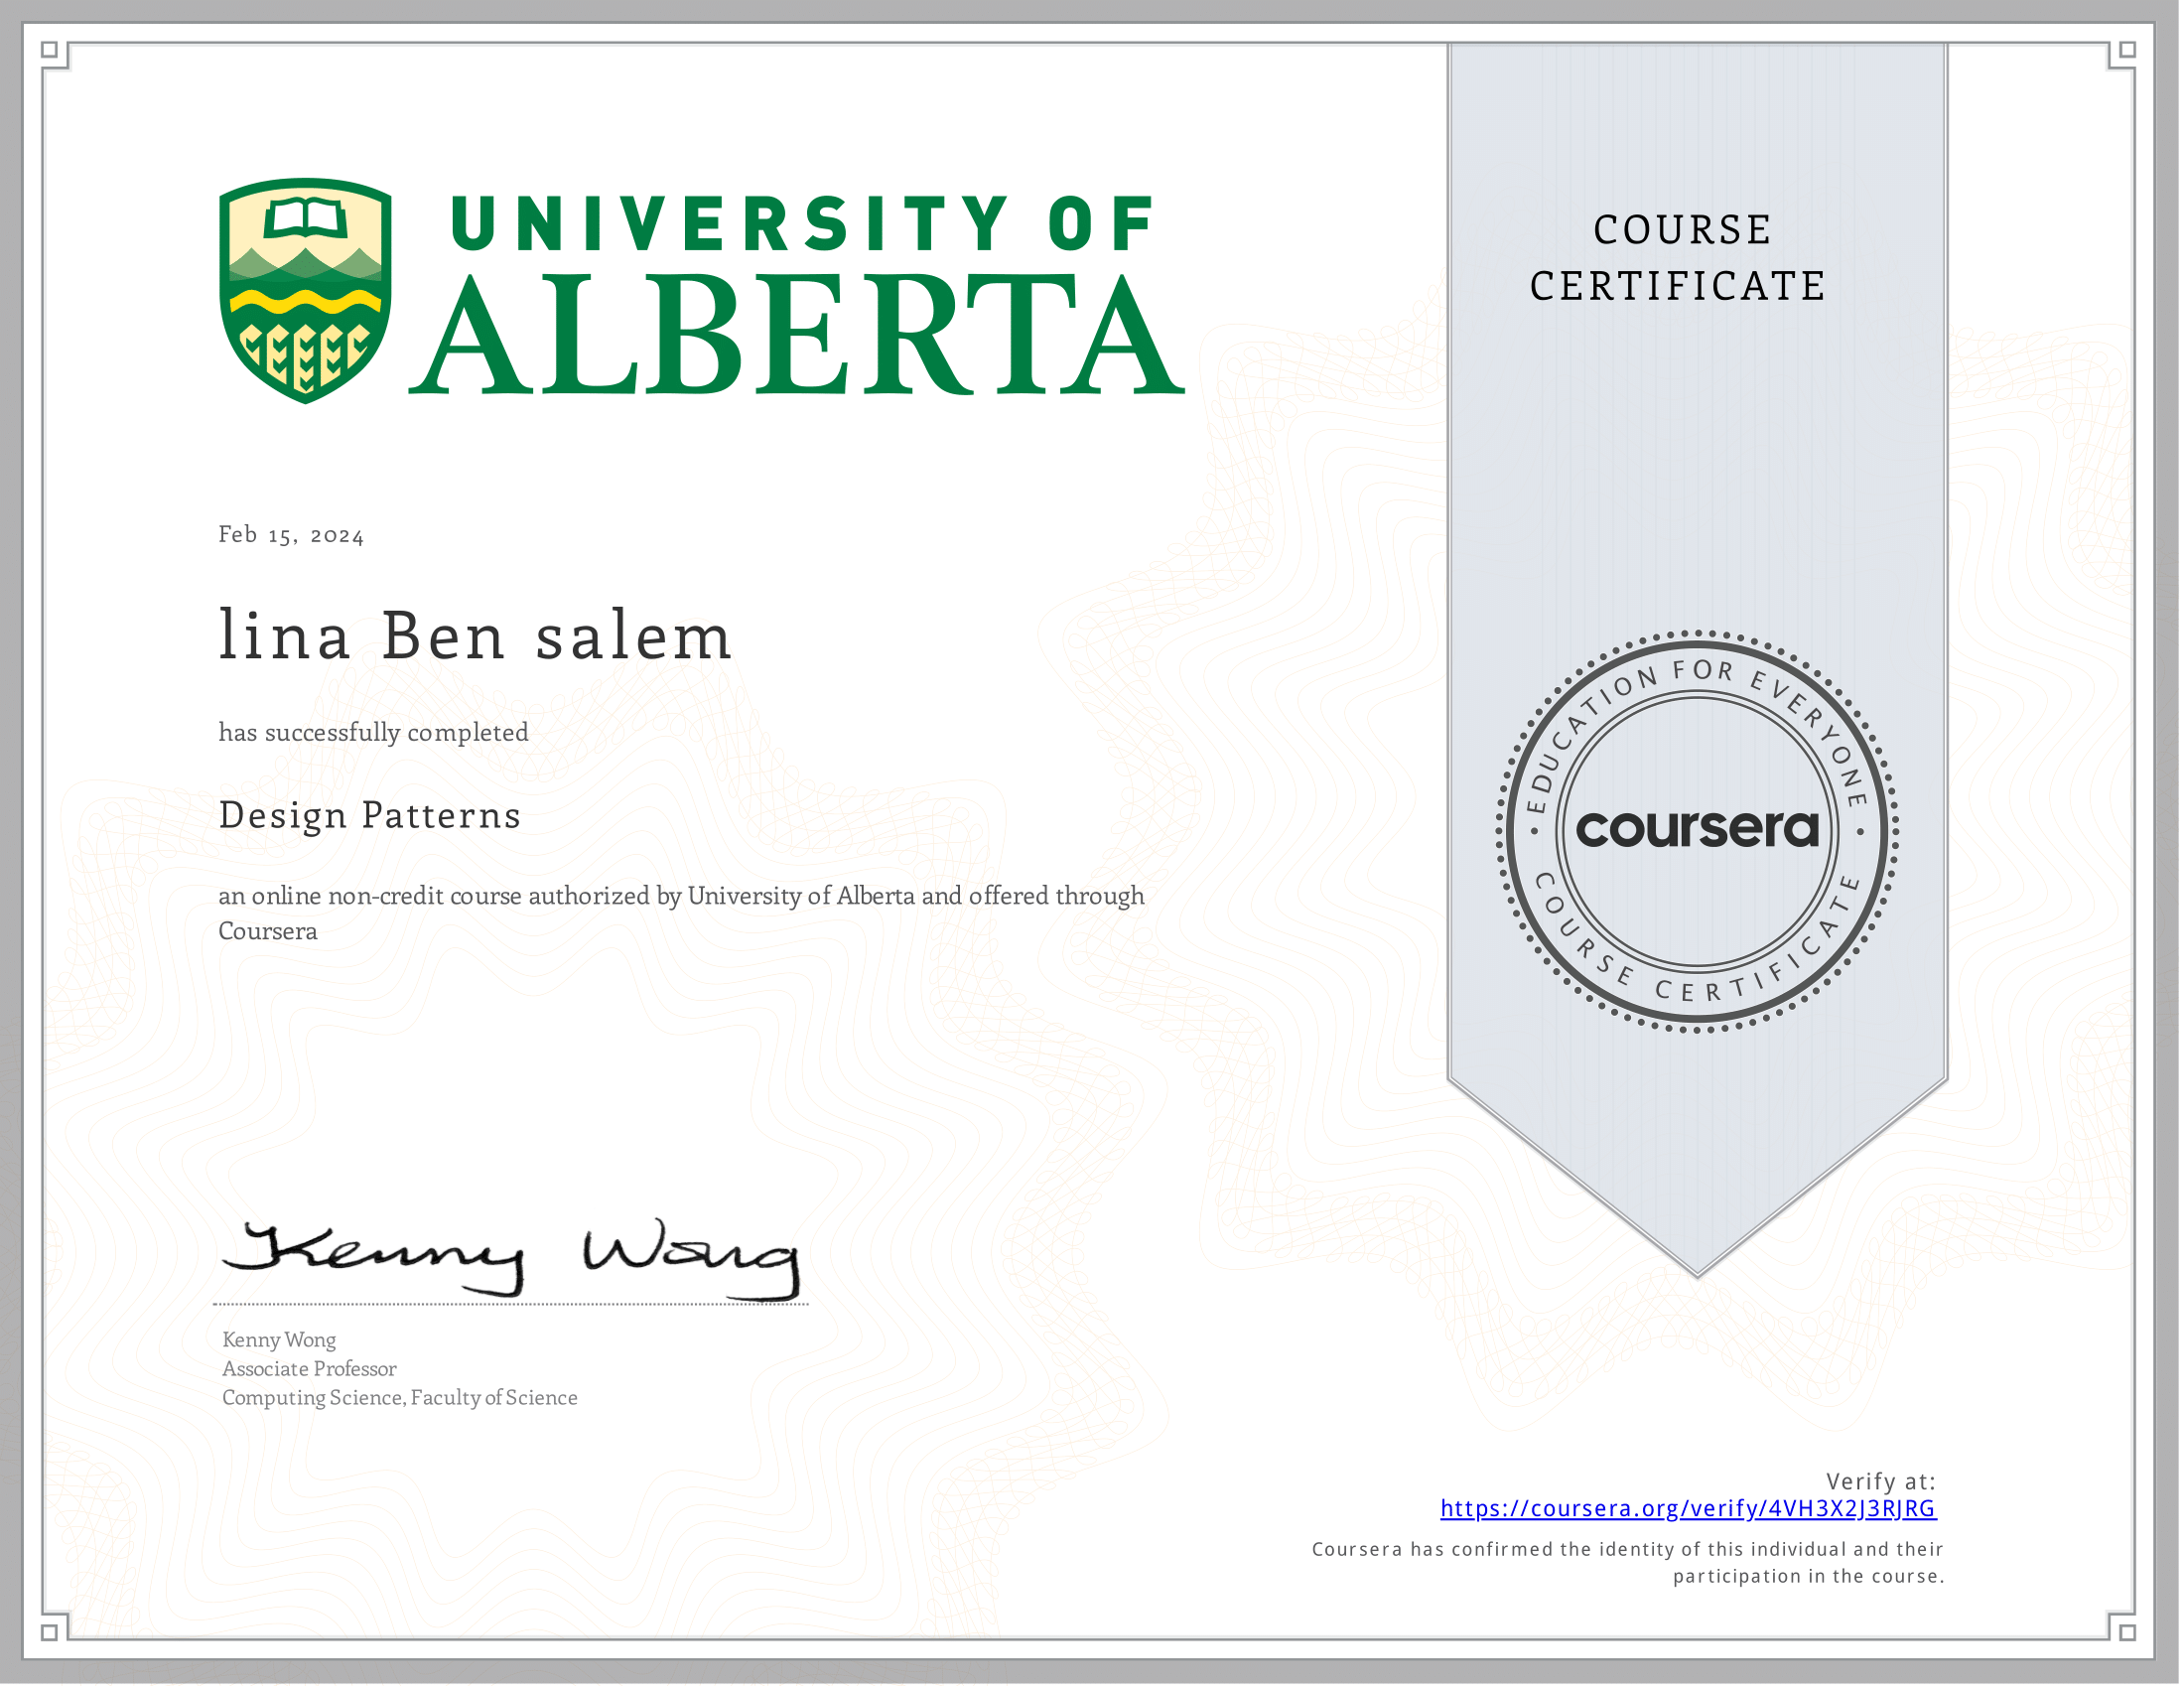 UNIVERSITY OF
ALBERTA
COURSE
CERTIFICATE
Feb 15, 2024
lina Ben salem
has successfully completed
Design Patterns
an online non-credit course authorized by University of Alberta and offered through
Coursera
EDUCATION FOR EVERYONE
coursera
COURSE CERTIFICATE
Kenny Wong
Kenny Wong
Associate Professor
Computing Science, Faculty of Science
Verify at:
https://coursera.org/verify/4VH3X2J3RJRG
Coursera has confirmed the identity of this individual and their
participation in the course.